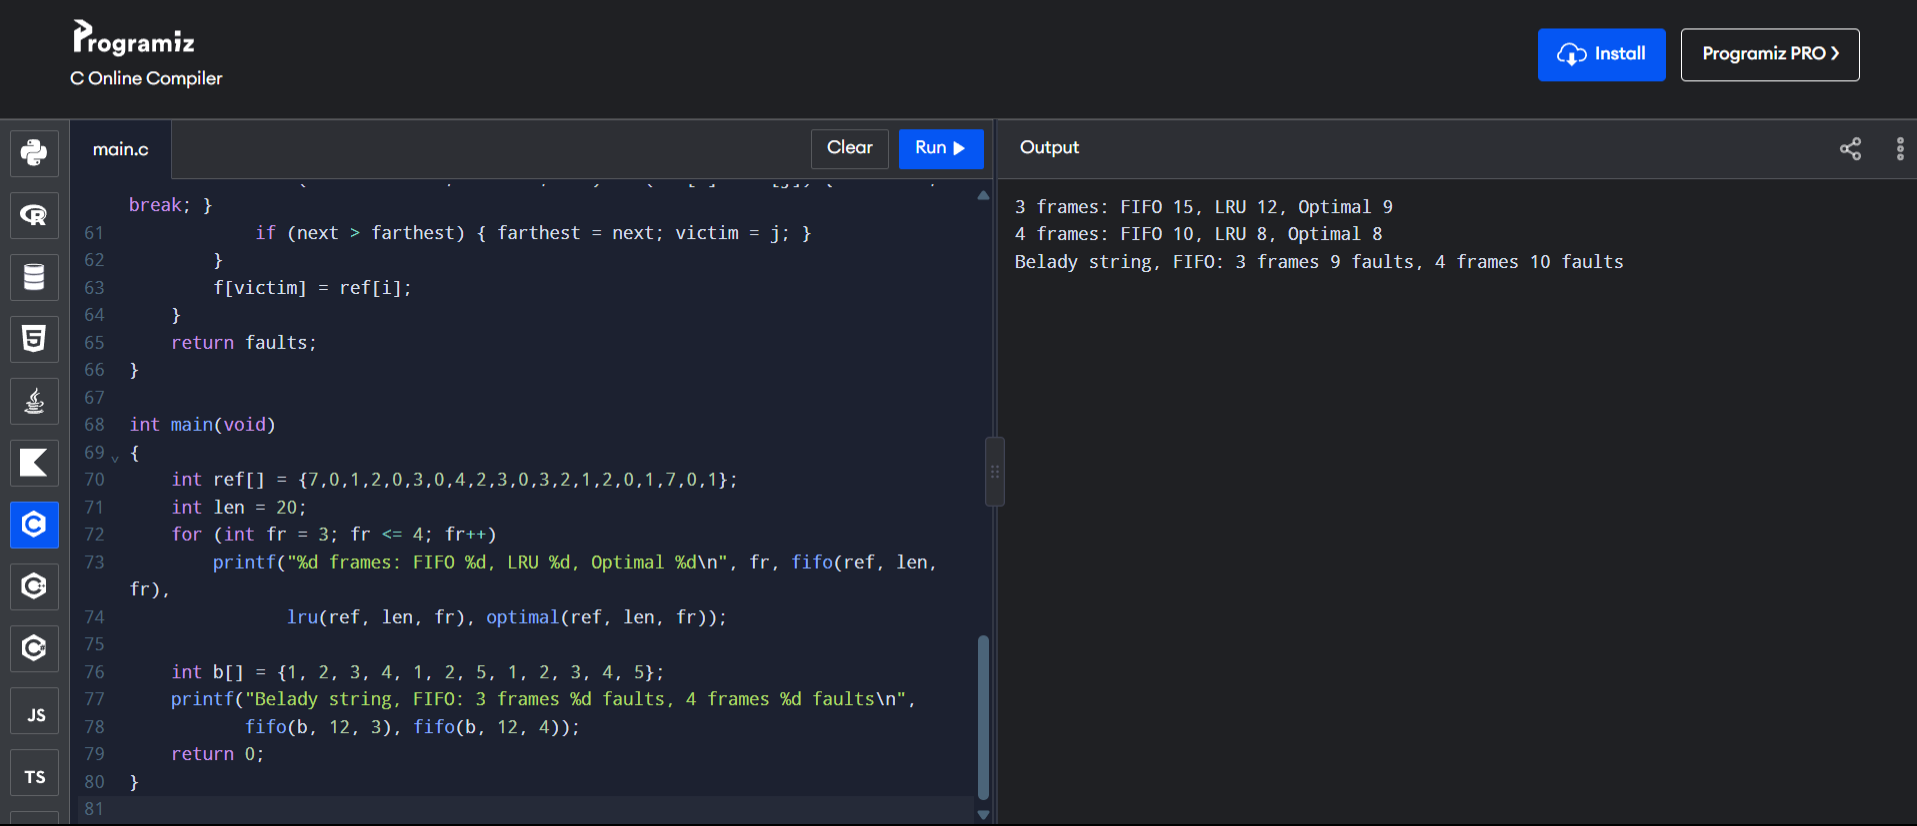 Programiz
C Online Compiler
Install
Programiz PRO
main.c
Clear
Run
Output
break; }
61 if (next > farthest) { farthest = next; victim = j; }
62 }
63 f[victim] = ref[i];
64 }
65 return faults;
66 }
67
68 int main(void)
69 {
70 int ref[] = {7,0,1,2,0,3,0,4,2,3,0,3,2,1,2,0,1,7,0,1};
71 int len = 20;
72 for (int fr = 3; fr <= 4; fr++)
73 printf("%d frames: FIFO %d, LRU %d, Optimal %d\n", fr, fifo(ref, len,
fr),
74 lru(ref, len, fr), optimal(ref, len, fr));
75
76 int b[] = {1, 2, 3, 4, 1, 2, 5, 1, 2, 3, 4, 5};
77 printf("Belady string, FIFO: 3 frames %d faults, 4 frames %d faults\n",
78 fifo(b, 12, 3), fifo(b, 12, 4));
79 return 0;
80 }
81
3 frames: FIFO 15, LRU 12, Optimal 9
4 frames: FIFO 10, LRU 8, Optimal 8
Belady string, FIFO: 3 frames 9 faults, 4 frames 10 faults
R
5
C
C
C
JS
TS